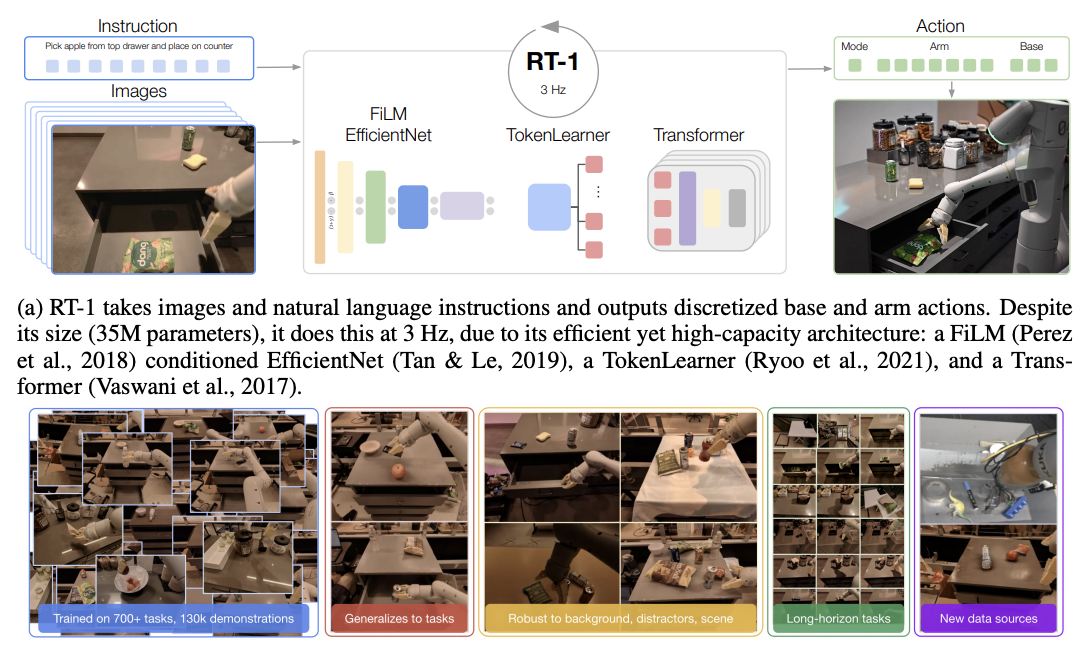 Instruction
Pick apple from top drawer and place on counter
Images
RT-1
3 Hz
FiLM
EfficientNet
TokenLearner
Transformer
Action
Mode Arm Base
dang
(a) RT-1 takes images and natural language instructions and outputs discretized base and arm actions. Despite
its size (35M parameters), it does this at 3 Hz, due to its efficient yet high-capacity architecture: a FiLM (Perez
et al., 2018) conditioned EfficientNet (Tan & Le, 2019), a TokenLearner (Ryoo et al., 2021), and a Trans-
former (Vaswani et al., 2017).
Trained on 700+ tasks, 130k demonstrations
Generalizes to tasks
Robust to background, distractors, scene
Long-horizon tasks
New data sources